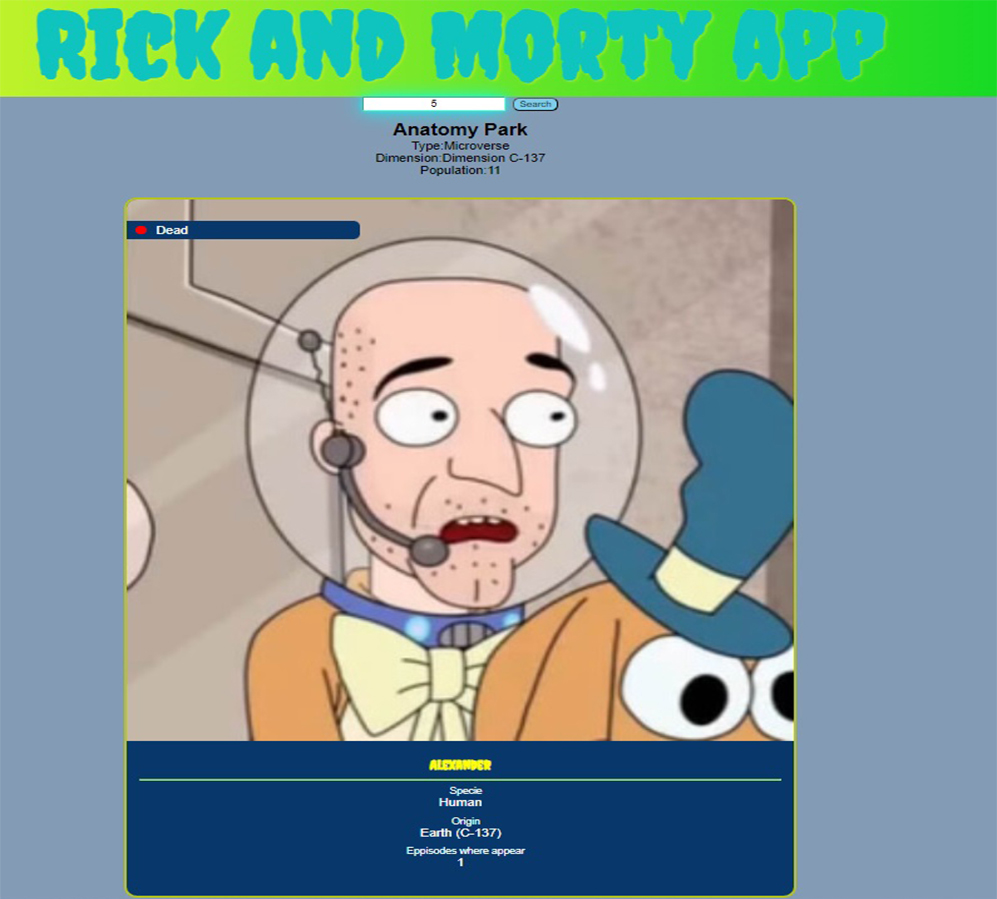 RICK AND MORTY APP
5 Search
Anatomy Park
Type:Microverse
Dimension:Dimension C-137
Population:11
Dead
ALEXANDER
Specie
Human
Origin
Earth (C-137)
Eppisodes where appear
1